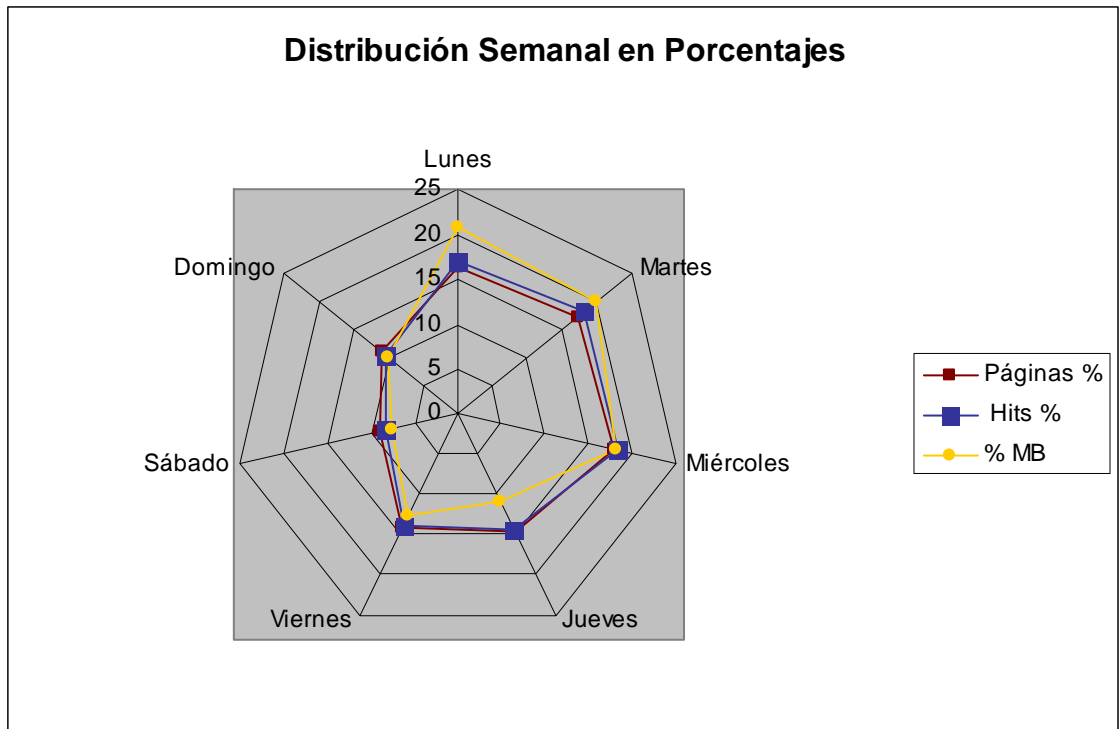 Distribución Semanal en Porcentajes
Lunes
Martes
Miércoles
Jueves
Viernes
Sábado
Domingo
25
20
15
10
5
0
Páginas %
Hits %
% MB